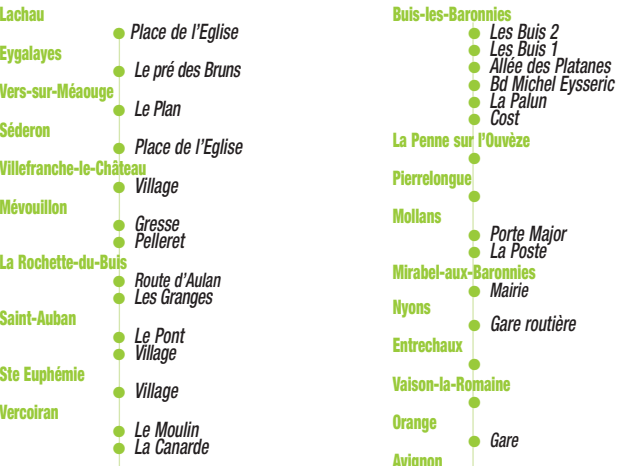 Lachau
Place de l'Eglise
Eygalayes
Le pré des Bruns
Vers-sur-Méaouge
Le Plan
Séderon
Place de l'Eglise
Villefranche-le-Château
Village
Mévouillon
Gresse
Pelleret
La Rochette-du-Buis
Route d'Aulan
Les Granges
Saint-Auban
Le Pont
Village
Ste Euphémie
Village
Vercoiran
Le Moulin
La Canarde
Buis-les-Baronnies
Les Buis 2
Les Buis 1
Allée des Platanes
Bd Michel Eysseric
La Palun
Cost
La Penne sur l'Ouvèze
Pierrelongue
Mollans
Porte Major
La Poste
Mirabel-aux-Baronnies
Mairie
Nyons
Gare routière
Entrechaux
Vaison-la-Romaine
Orange
Gare
Avignon